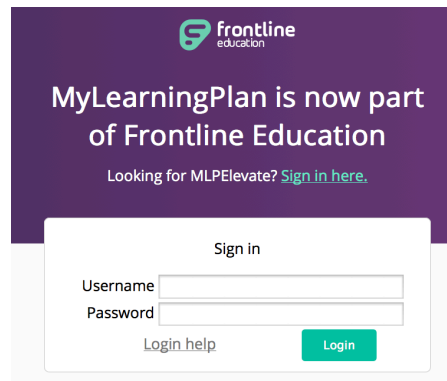 frontline
education
MyLearningPlan is now part
of Frontline Education
Looking for MLPElevate? Sign in here.
Sign in
Username
Password
Login help
Login